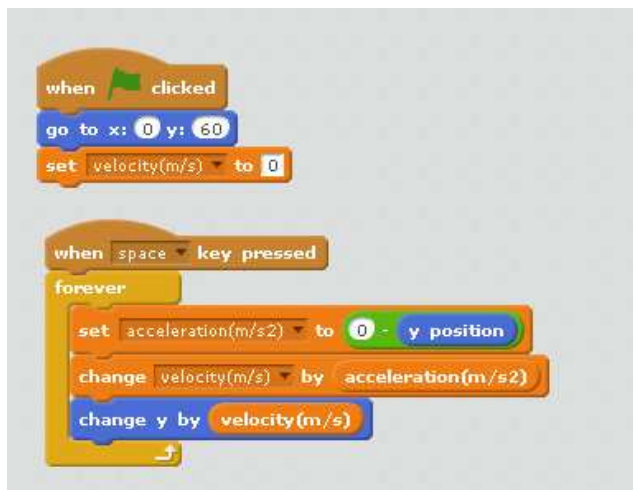 when clicked
go to x: 0 y: 60
set velocity(m/s) to 0
when space key pressed
forever
set acceleration(m/s2) to 0 - y position
change velocity(m/s) by acceleration(m/s2)
change y by velocity(m/s)